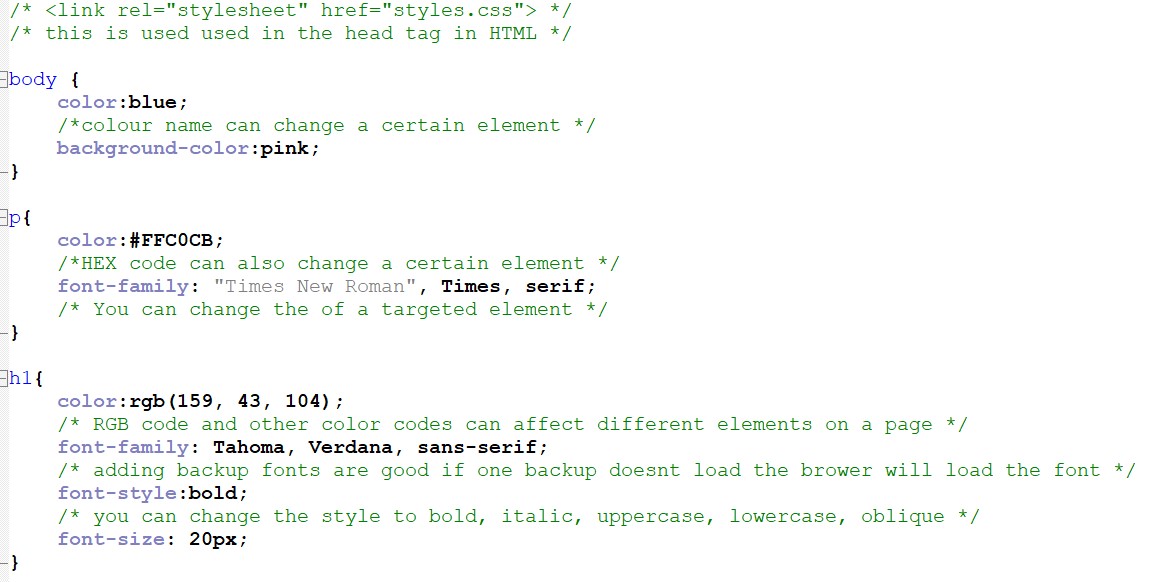 /* <link rel="stylesheet" href="styles.css"> */
/* this is used used in the head tag in HTML */
body {
color:blue;
/*colour name can change a certain element */
background-color:pink;
}
p{
color:#FFC0CB;
/*HEX code can also change a certain element */
font-family: "Times New Roman", Times, serif;
/* You can change the of a targeted element */
}
h1{
color:rgb(159, 43, 104);
/* RGB code and other color codes can affect different elements on a page */
font-family: Tahoma, Verdana, sans-serif;
/* adding backup fonts are good if one backup doesnt load the brower will load the font */
font-style:bold;
/* you can change the style to bold, italic, uppercase, lowercase, oblique */
font-size: 20px;
}